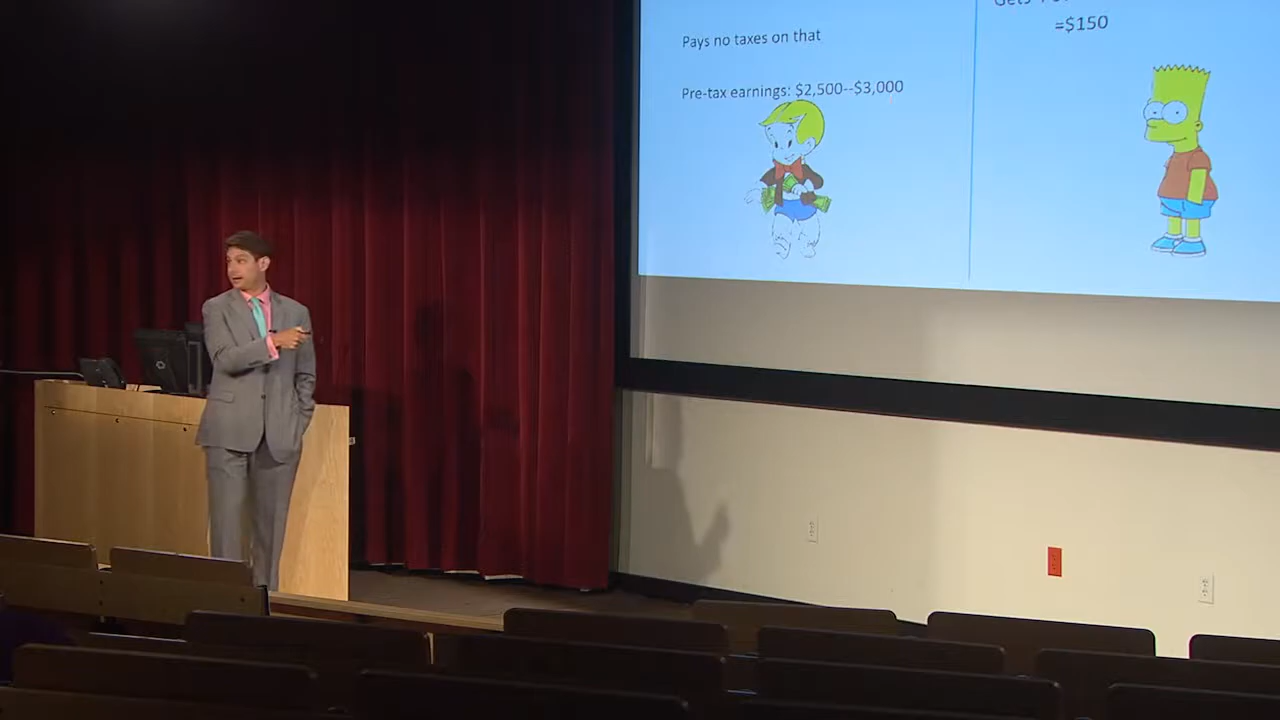 Pays no taxes on that
Pre-tax earnings: $2,500--$3,000
=$150